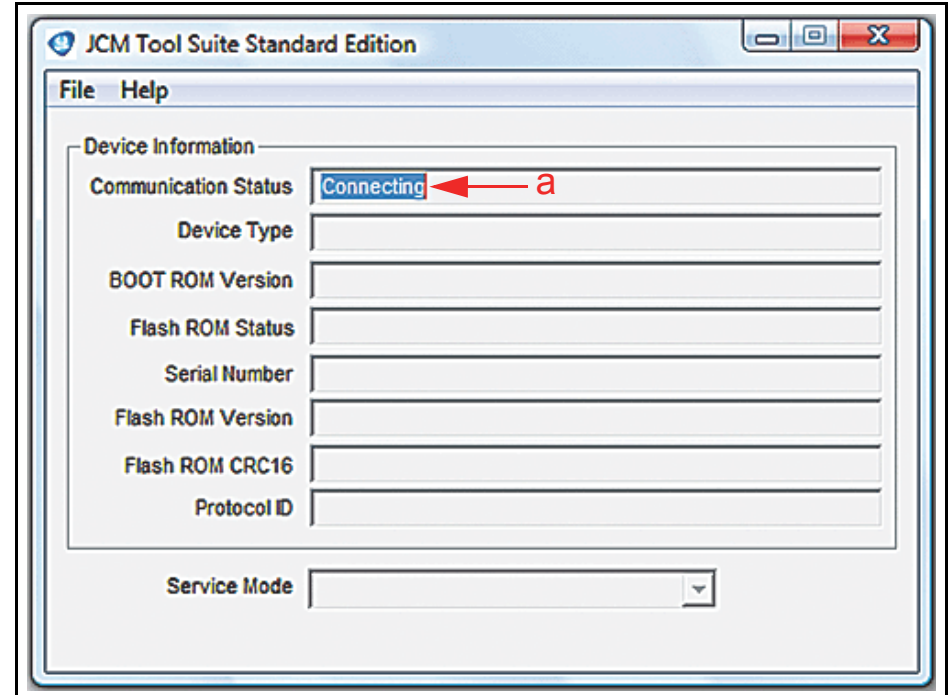 JCM Tool Suite Standard Edition
File Help
Device Information
Communication Status Connecting a
Device Type
BOOT ROM Version
Flash ROM Status
Serial Number
Flash ROM Version
Flash ROM CRC16
Protocol ID
Service Mode